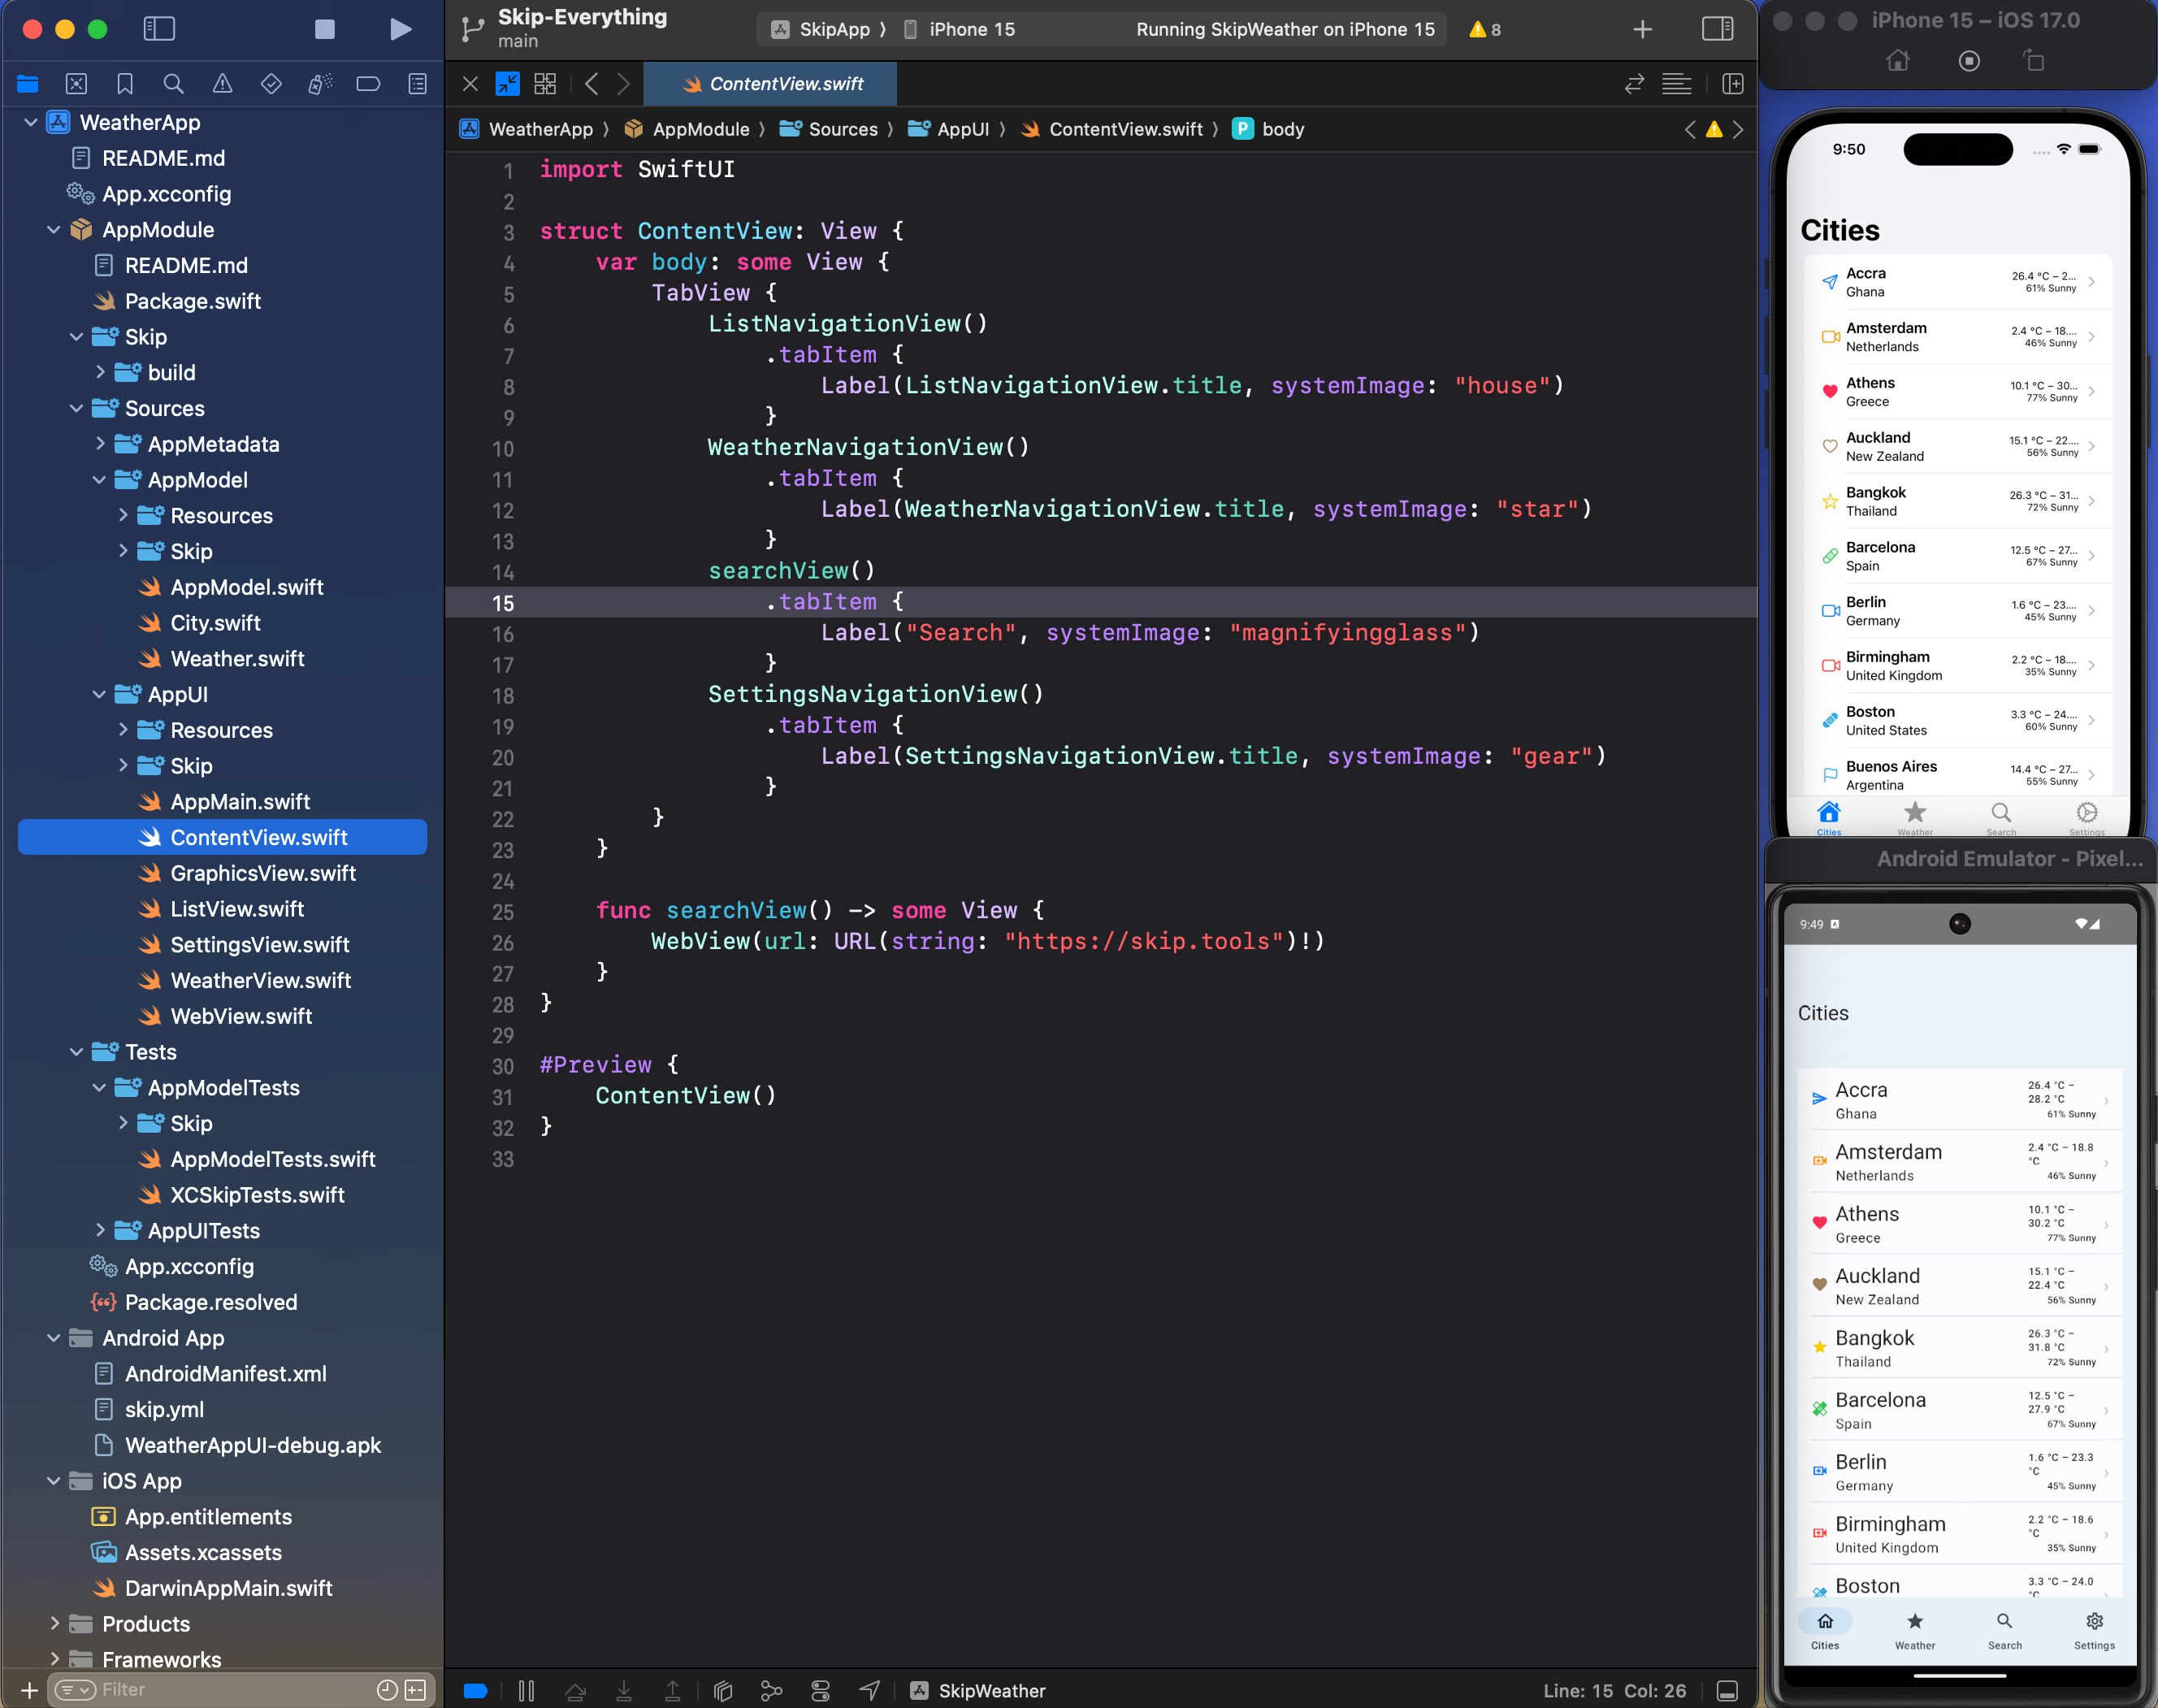 Skip-Everything
main
SkipApp ⟩ iPhone 15
Running SkipWeather on iPhone 15
8
ContentView.swift
WeatherApp ⟩ AppModule ⟩ Sources ⟩ AppUI ⟩ ContentView.swift ⟩ P body
WeatherApp
README.md
App.xcconfig
AppModule
README.md
Package.swift
Skip
build
Sources
AppMetadata
AppModel
Resources
Skip
AppModel.swift
City.swift
Weather.swift
AppUI
Resources
Skip
AppMain.swift
ContentView.swift
GraphicsView.swift
ListView.swift
SettingsView.swift
WeatherView.swift
WebView.swift
Tests
AppModelTests
Skip
AppModelTests.swift
XCSkipTests.swift
AppUITests
App.xcconfig
Package.resolved
Android App
AndroidManifest.xml
skip.yml
WeatherAppUI-debug.apk
iOS App
App.entitlements
Assets.xcassets
DarwinAppMain.swift
Products
Frameworks
Filter
1 import SwiftUI
2
3 struct ContentView: View {
4     var body: some View {
5         TabView {
6             ListNavigationView()
7                 .tabItem {
8                     Label(ListNavigationView.title, systemImage: "house")
9                 }
10             WeatherNavigationView()
11                 .tabItem {
12                     Label(WeatherNavigationView.title, systemImage: "star")
13                 }
14             searchView()
15                 .tabItem {
16                     Label("Search", systemImage: "magnifyingglass")
17                 }
18             SettingsNavigationView()
19                 .tabItem {
20                     Label(SettingsNavigationView.title, systemImage: "gear")
21                 }
22         }
23     }
24
25     func searchView() -> some View {
26         WebView(url: URL(string: "https://skip.tools")!)
27     }
28 }
29
30 #Preview {
31     ContentView()
32 }
33
SkipWeather
Line: 15 Col: 26
iPhone 15 – iOS 17.0
9:50
Cities
Accra
Ghana
26.4 °C – 2...
61% Sunny
Amsterdam
Netherlands
2.4 °C – 18....
46% Sunny
Athens
Greece
10.1 °C – 30...
77% Sunny
Auckland
New Zealand
15.1 °C – 22....
56% Sunny
Bangkok
Thailand
26.3 °C – 31...
72% Sunny
Barcelona
Spain
12.5 °C – 27...
67% Sunny
Berlin
Germany
1.6 °C – 23....
45% Sunny
Birmingham
United Kingdom
2.2 °C – 18....
35% Sunny
Boston
United States
3.3 °C – 24....
60% Sunny
Buenos Aires
Argentina
14.4 °C – 27...
55% Sunny
Cities Weather Search Settings
Android Emulator - Pixel...
9:49
Cities
Accra
Ghana
26.4 °C –
28.2 °C
61% Sunny
Amsterdam
Netherlands
2.4 °C – 18.8
°C
46% Sunny
Athens
Greece
10.1 °C –
30.2 °C
77% Sunny
Auckland
New Zealand
15.1 °C –
22.4 °C
56% Sunny
Bangkok
Thailand
26.3 °C –
31.8 °C
72% Sunny
Barcelona
Spain
12.5 °C –
27.9 °C
67% Sunny
Berlin
Germany
1.6 °C – 23.3
°C
45% Sunny
Birmingham
United Kingdom
2.2 °C – 18.6
°C
35% Sunny
Boston
3.3 °C – 24.0
°C
Cities Weather Search Settings